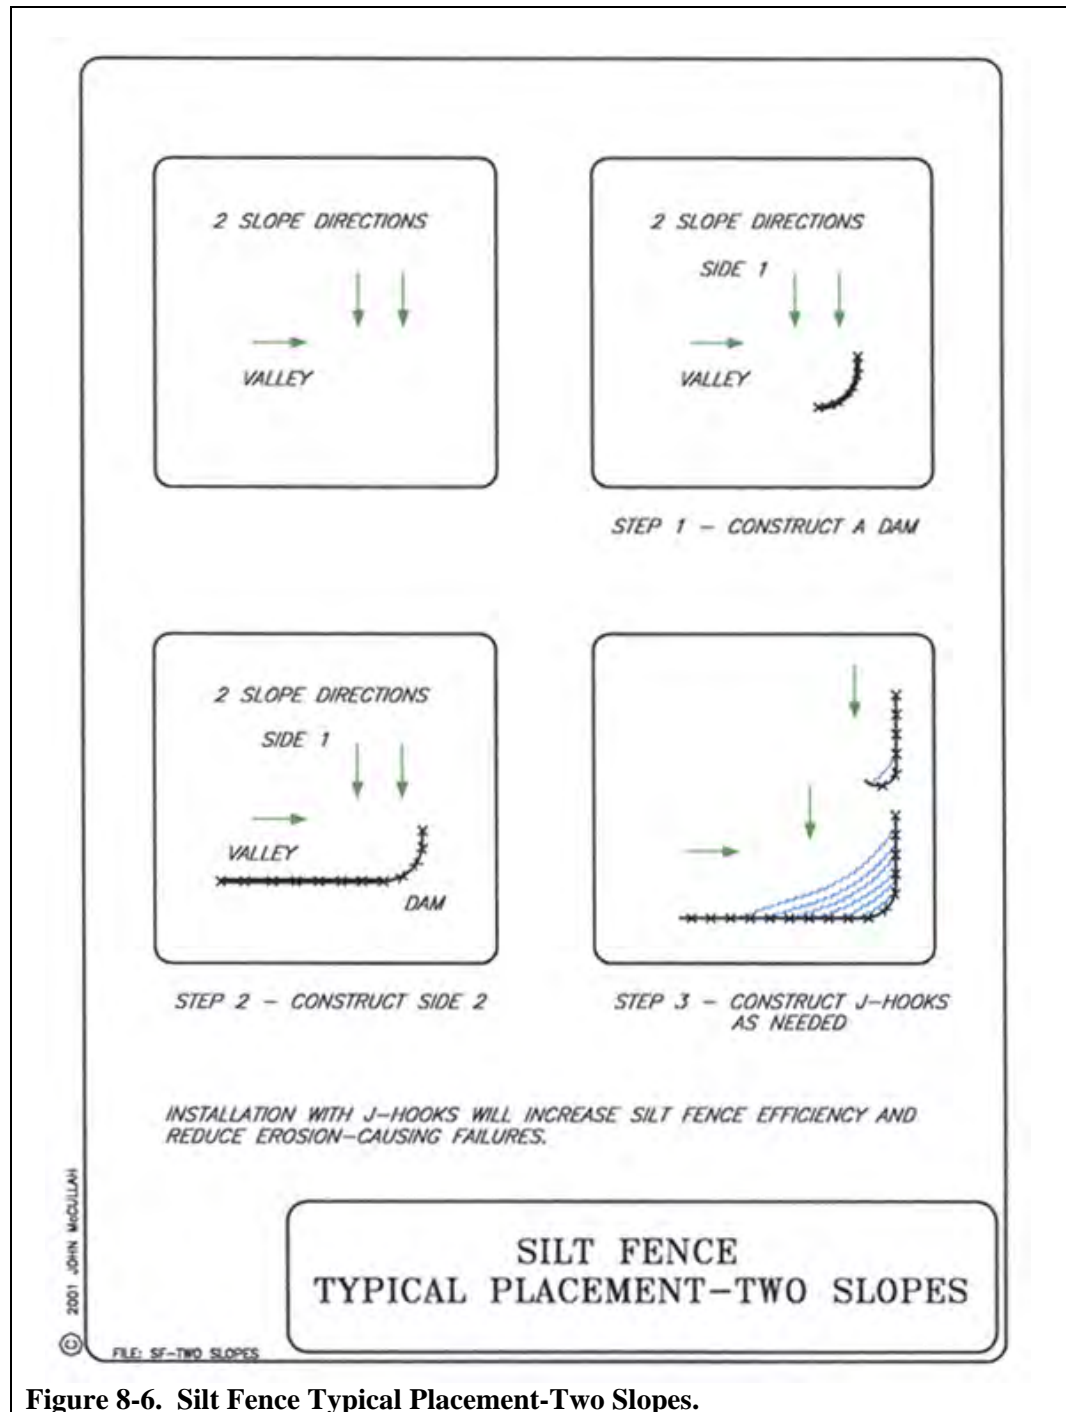 2 SLOPE DIRECTIONS
VALLEY
2 SLOPE DIRECTIONS
SIDE 1
VALLEY
STEP 1 - CONSTRUCT A DAM
2 SLOPE DIRECTIONS
SIDE 1
VALLEY
DAM
STEP 2 - CONSTRUCT SIDE 2
STEP 3 - CONSTRUCT J-HOOKS
AS NEEDED
INSTALLATION WITH J-HOOKS WILL INCREASE SILT FENCE EFFICIENCY AND
REDUCE EROSION-CAUSING FAILURES.
© 2001 JOHN McCULLAH
SILT FENCE
TYPICAL PLACEMENT-TWO SLOPES
FILE: SF-TWO SLOPES
Figure 8-6. Silt Fence Typical Placement-Two Slopes.